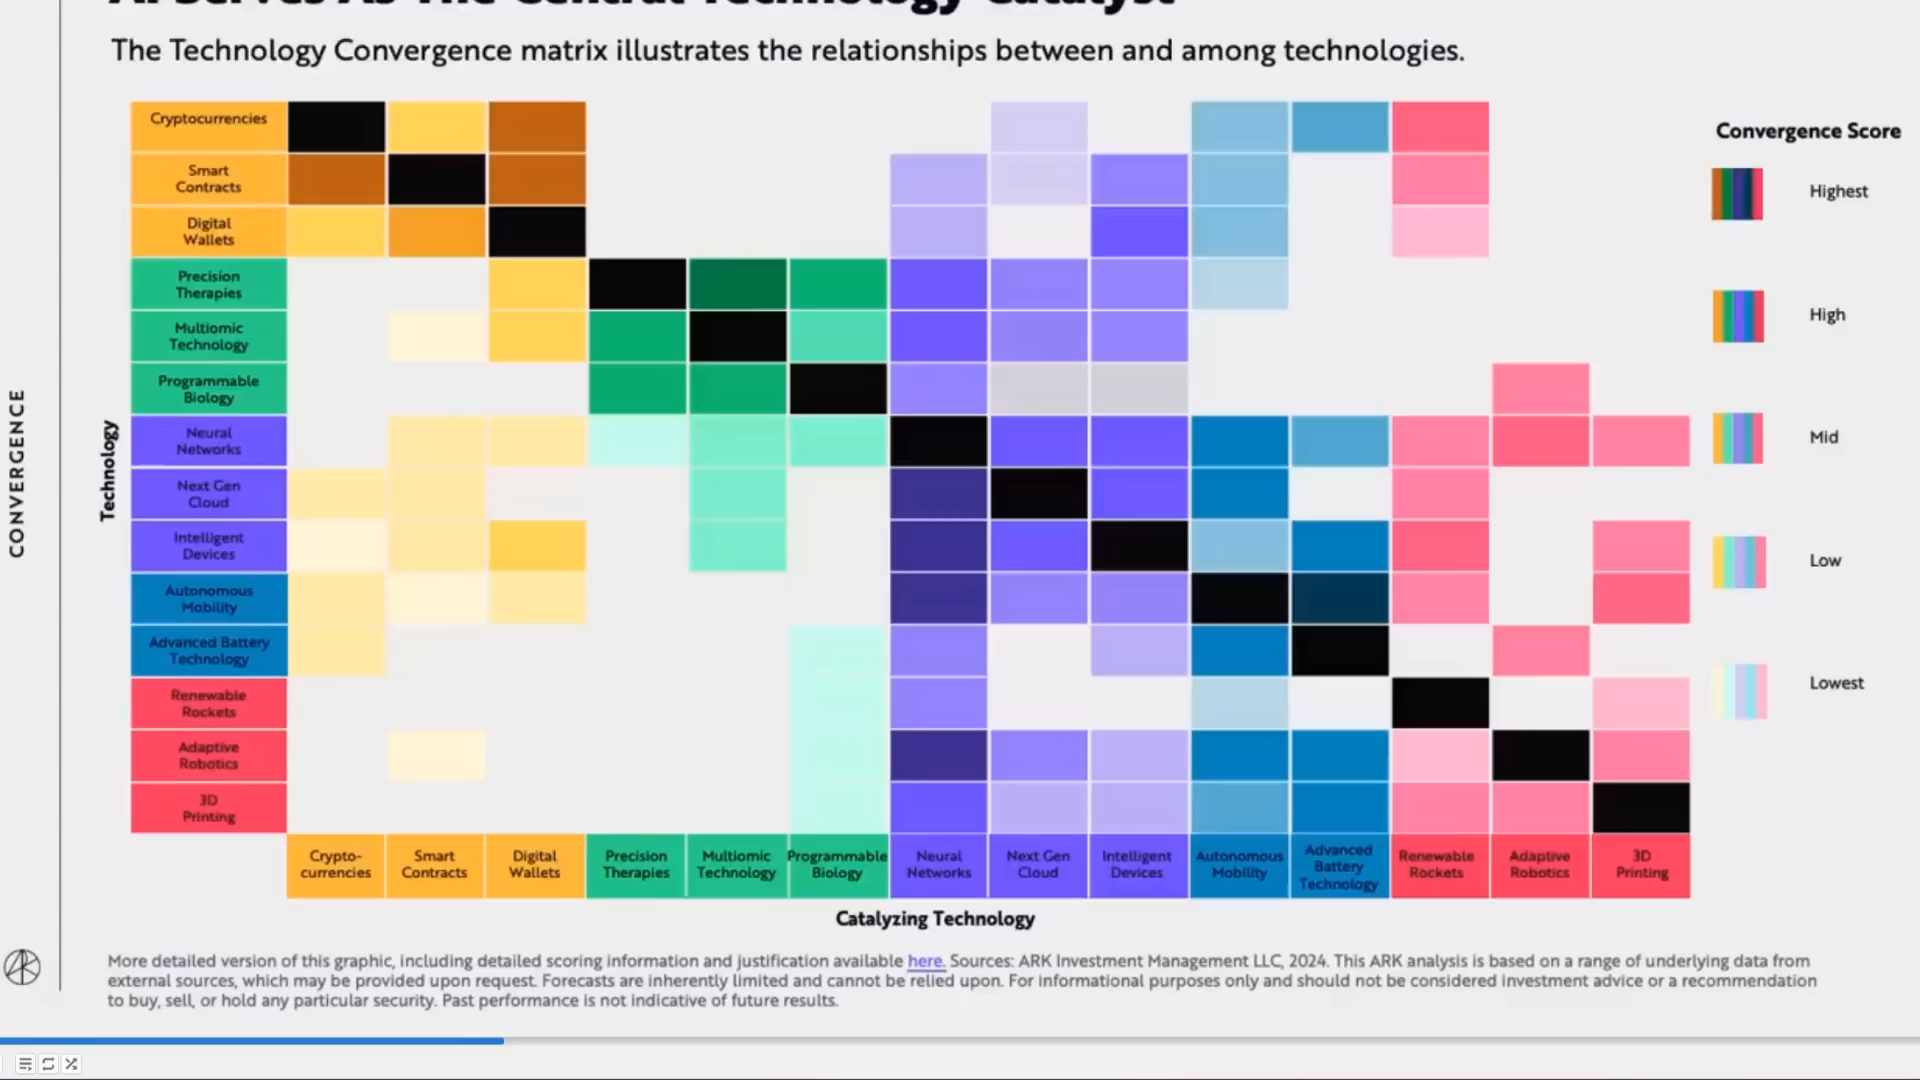 AI Serves As The General Technology Catalyst
The Technology Convergence matrix illustrates the relationships between and among technologies.
CONVERGENCE
Technology
Cryptocurrencies
Smart
Contracts
Digital
Wallets
Precision
Therapies
Multiomic
Technology
Programmable
Biology
Neural
Networks
Next Gen
Cloud
Intelligent
Devices
Autonomous
Mobility
Advanced Battery
Technology
Renewable
Rockets
Adaptive
Robotics
3D
Printing
Crypto-
currencies
Smart
Contracts
Digital
Wallets
Precision
Therapies
Multiomic
Technology
Programmable
Biology
Neural
Networks
Next Gen
Cloud
Intelligent
Devices
Autonomous
Mobility
Advanced
Battery
Technology
Renewable
Rockets
Adaptive
Robotics
3D
Printing
Catalyzing Technology
Convergence Score
Highest
High
Mid
Low
Lowest
More detailed version of this graphic, including detailed scoring information and justification available here. Sources: ARK Investment Management LLC, 2024. This ARK analysis is based on a range of underlying data from
external sources, which may be provided upon request. Forecasts are inherently limited and cannot be relied upon. For informational purposes only and should not be considered investment advice or a recommendation
to buy, sell, or hold any particular security. Past performance is not indicative of future results.